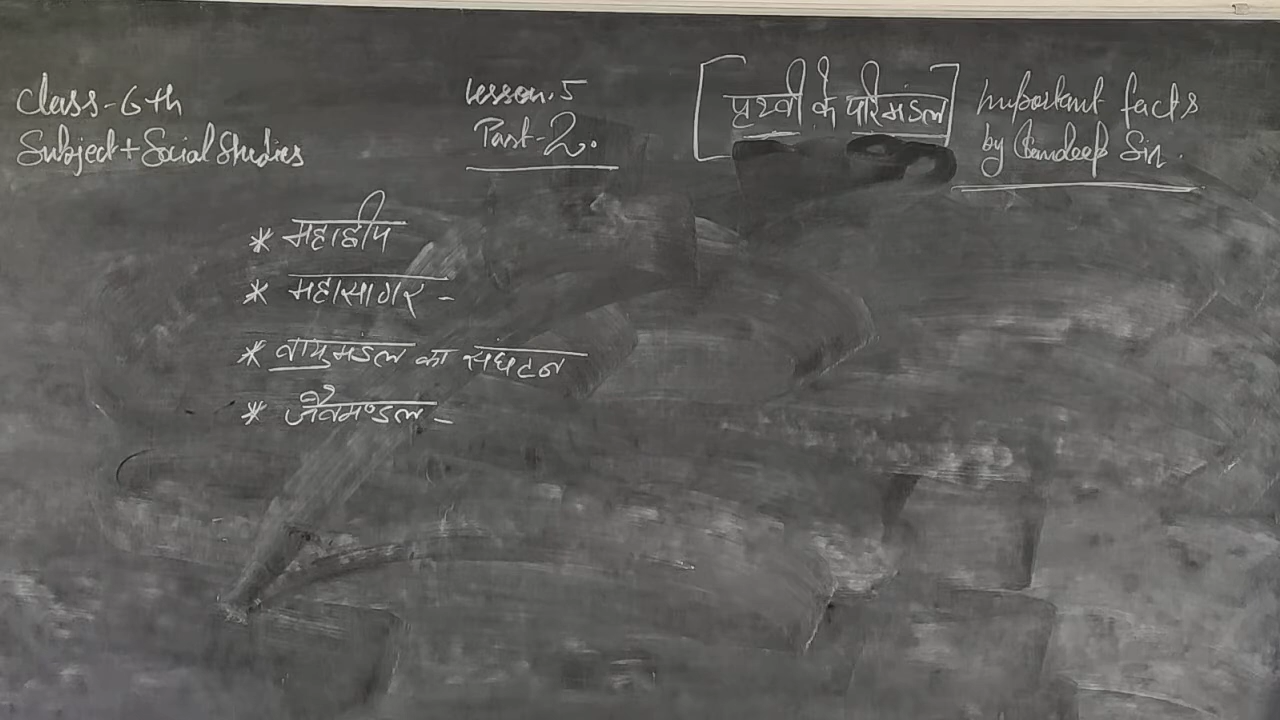 Class-6th
Subject+Social Studies
Lesson.5
Part-2.
[पृथ्वी के परिमंडल]
Important facts
by Sandeep Sir.
* महाद्वीप
* महासागर -
* वायुमंडल का संघटन
* जैवमण्डल -